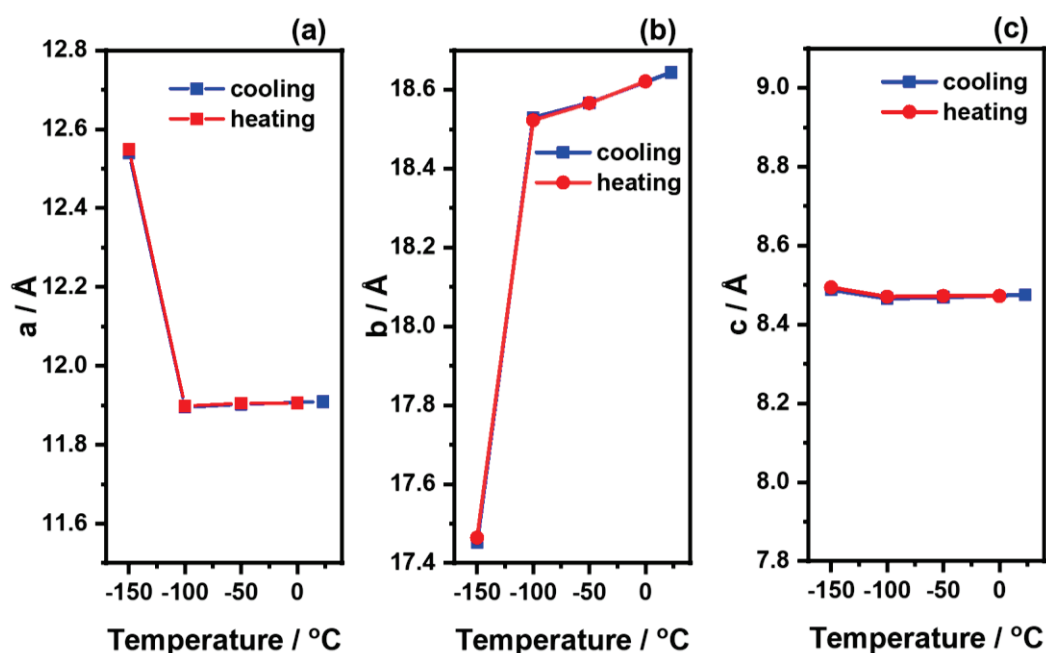 (a)
a / Å
12.8
12.6
12.4
12.2
12.0
11.8
11.6
cooling
heating
-150 -100 -50 0
Temperature / °C
(b)
b / Å
18.6
18.4
18.2
18.0
17.8
17.6
17.4
cooling
heating
-150 -100 -50 0
Temperature / °C
(c)
c / Å
9.0
8.8
8.6
8.4
8.2
8.0
7.8
cooling
heating
-150 -100 -50 0
Temperature / °C